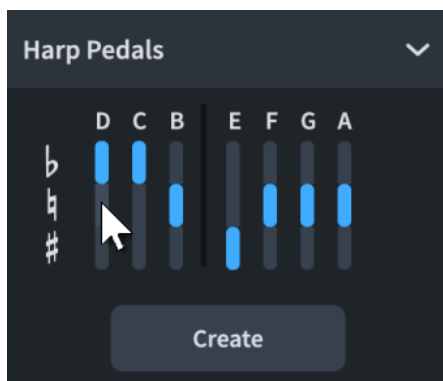 Harp Pedals
D C B E F G A
♭
♮
♯
Create